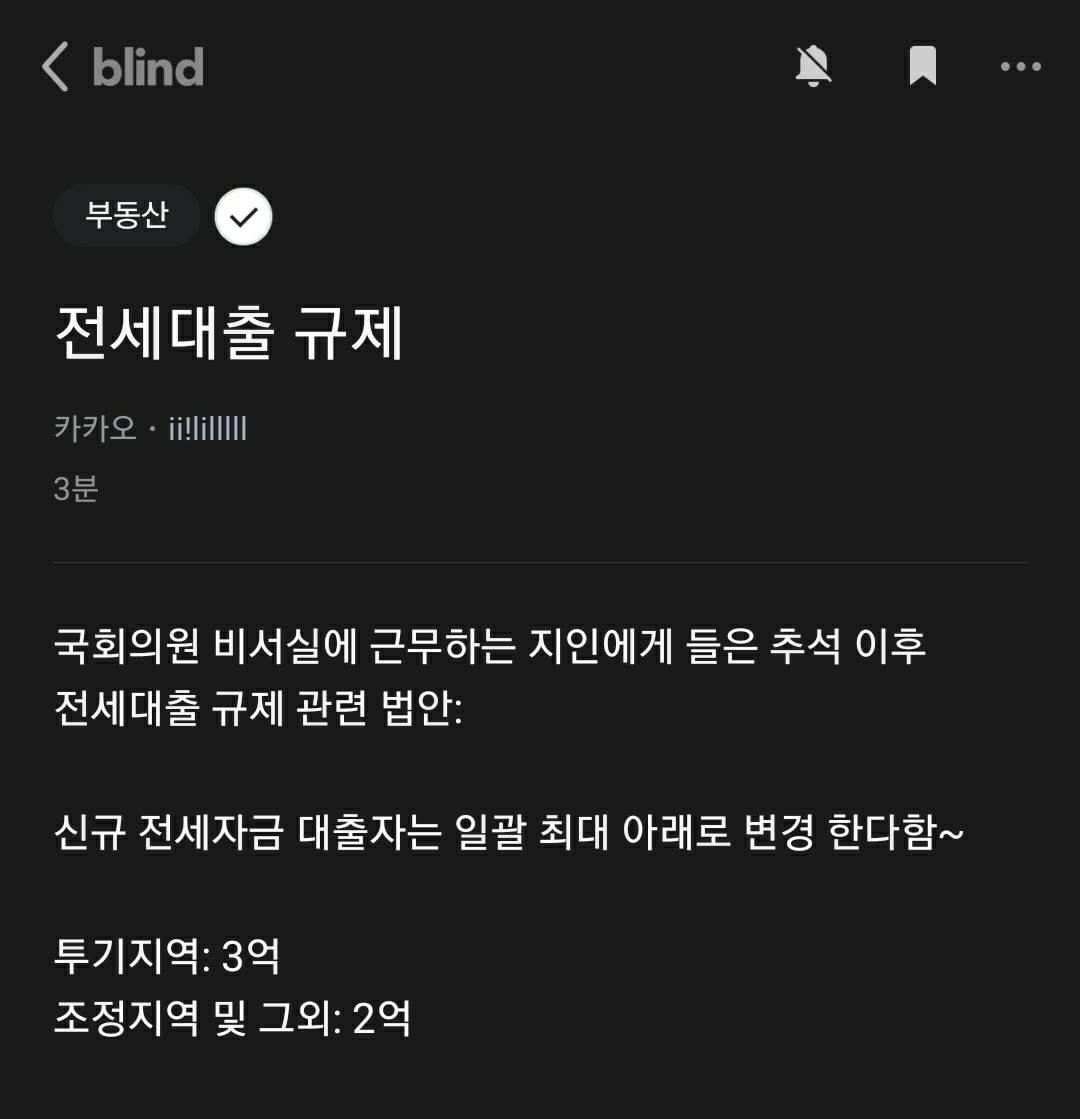 blind
부동산
전세대출 규제
카카오 · ii!lilllll
3분
국회의원 비서실에 근무하는 지인에게 들은 추석 이후
전세대출 규제 관련 법안:
신규 전세자금 대출자는 일괄 최대 아래로 변경 한다함~
투기지역: 3억
조정지역 및 그외: 2억